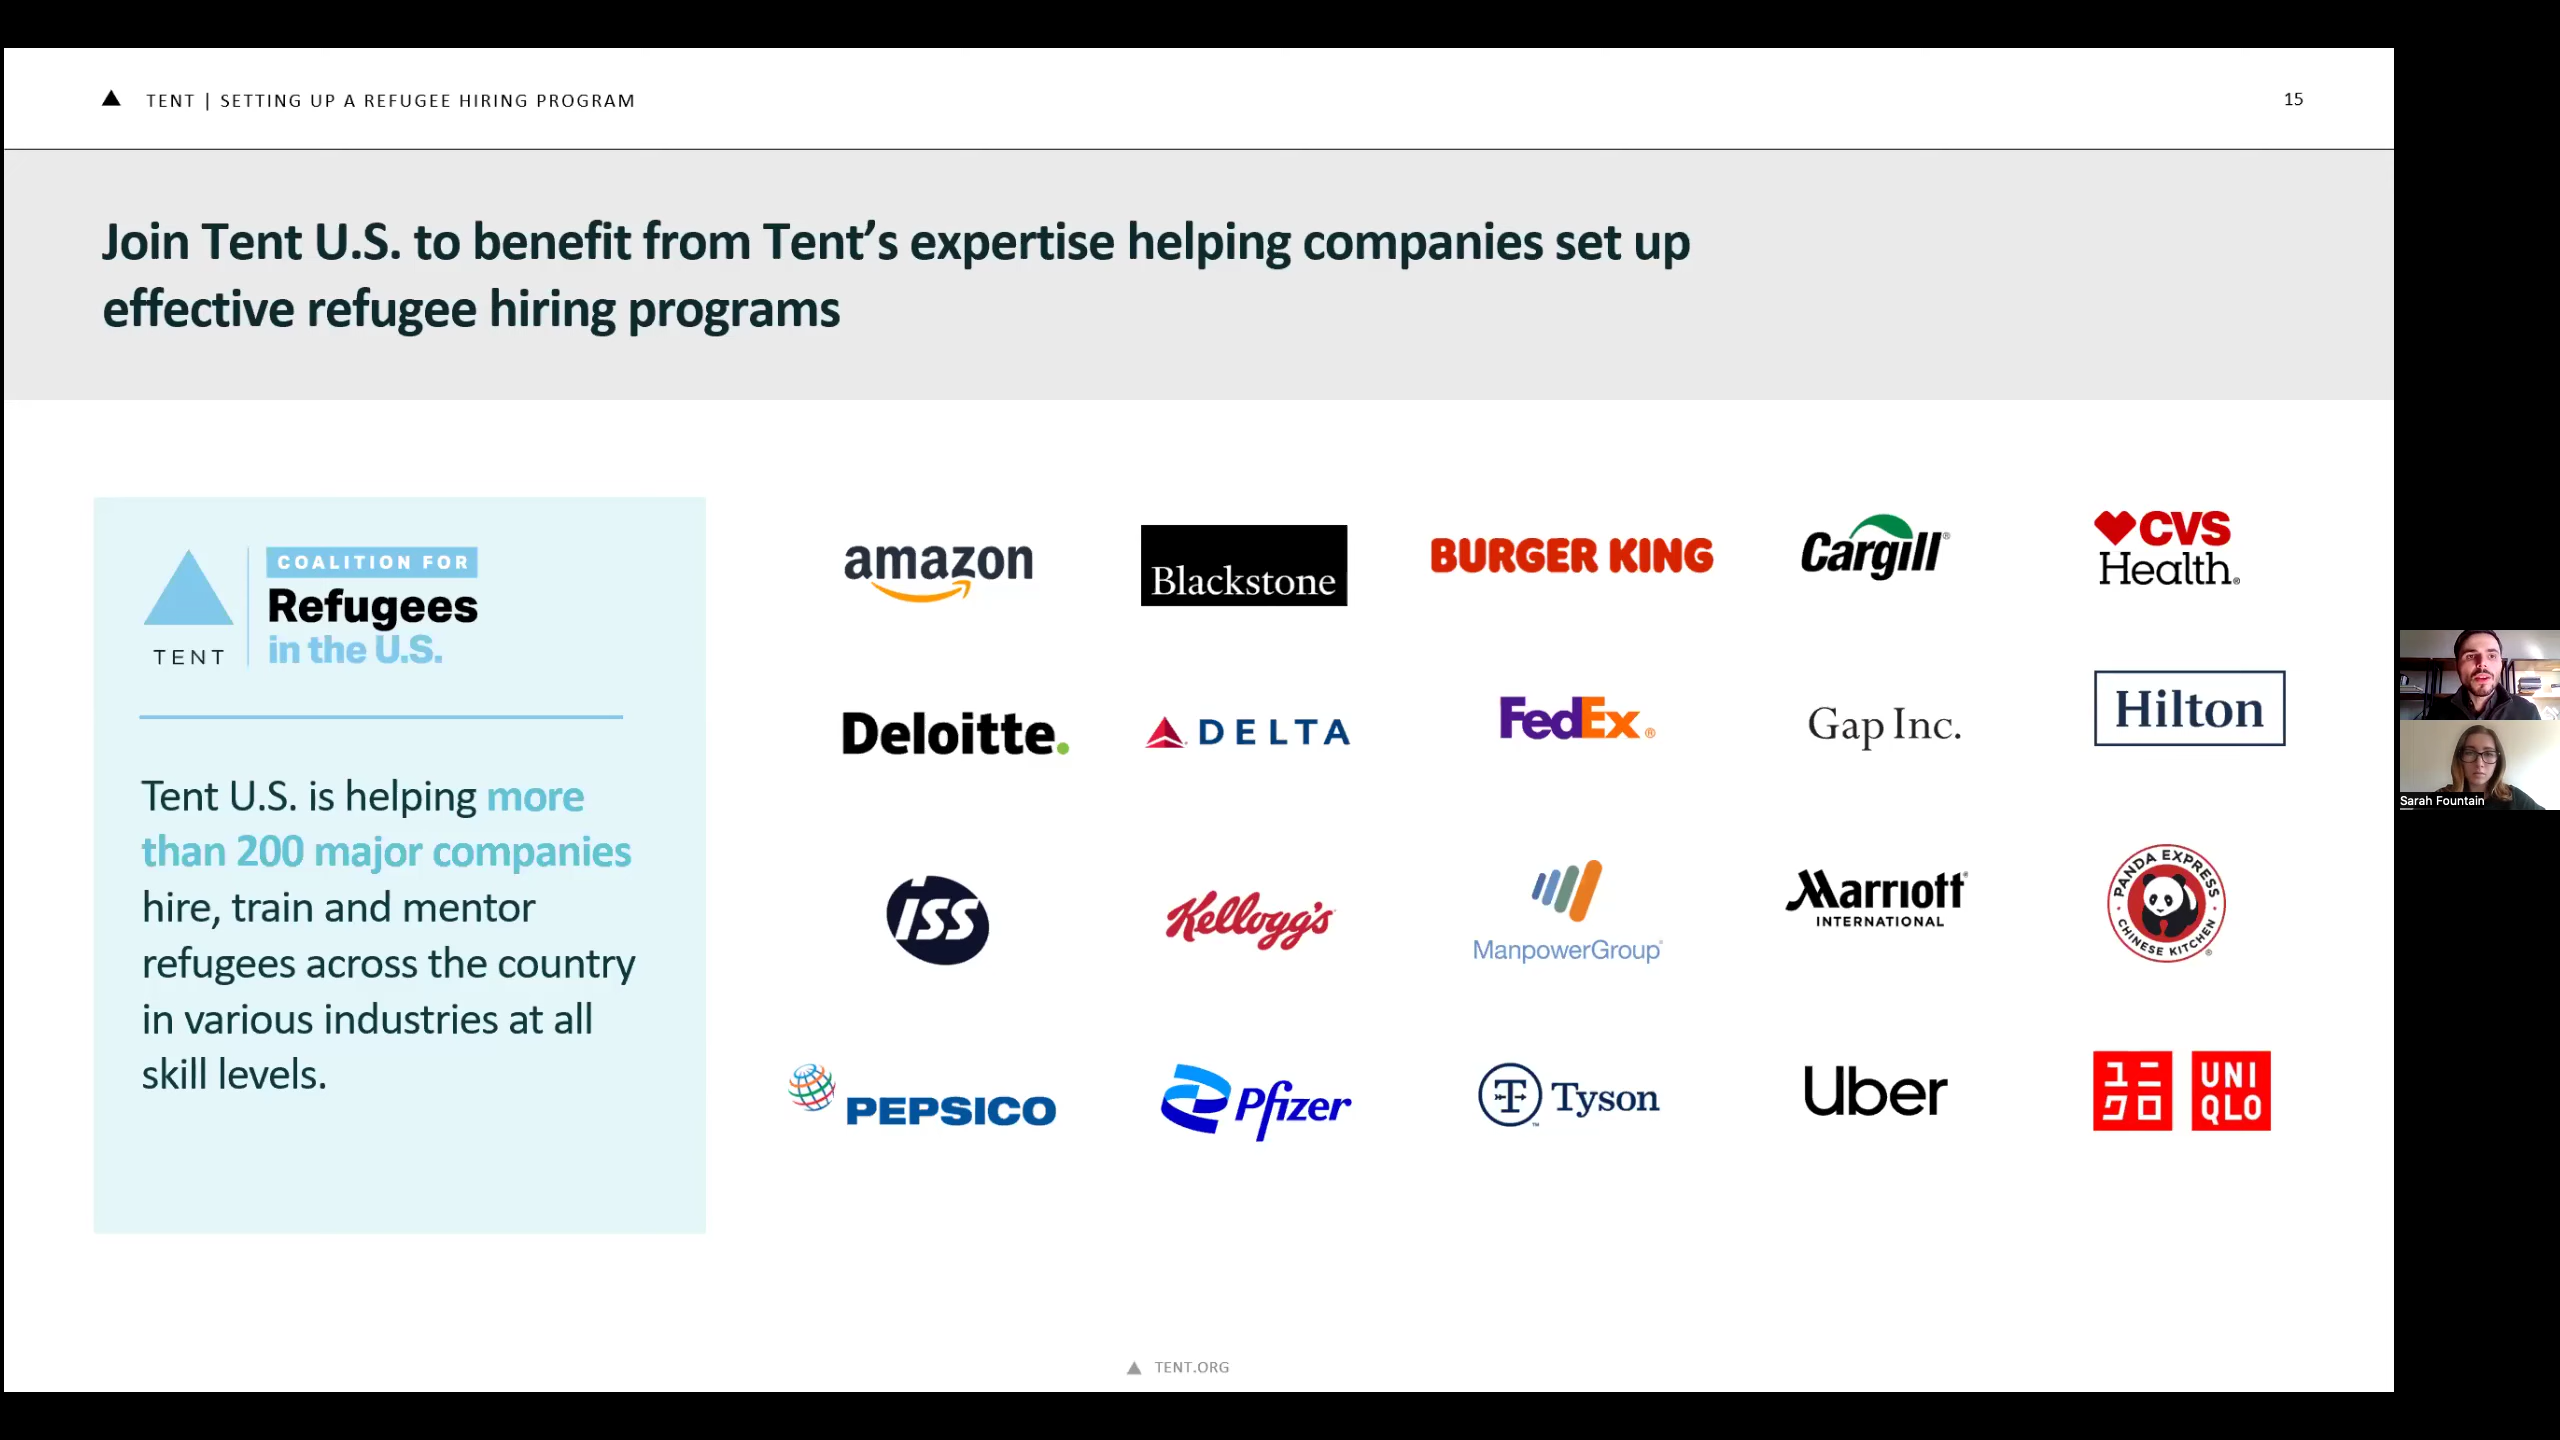 TENT | SETTING UP A REFUGEE HIRING PROGRAM
15
Join Tent U.S. to benefit from Tent's expertise helping companies set up
effective refugee hiring programs
TENT
COALITION FOR
Refugees
in the U.S.
Tent U.S. is helping more
than 200 major companies
hire, train and mentor
refugees across the country
in various industries at all
skill levels.
amazon
Blackstone
BURGER KING
Cargill®
CVS
Health®
Deloitte.
DELTA
FedEx®
Gap Inc.
Hilton
ISS
Kellogg's
ManpowerGroup®
Marriott®
INTERNATIONAL
PANDA EXPRESS
CHINESE KITCHEN®
PEPSICO
Pfizer
T Tyson™
Uber
ユニ
クロ
UNI
QLO
Sarah Fountain
TENT.ORG